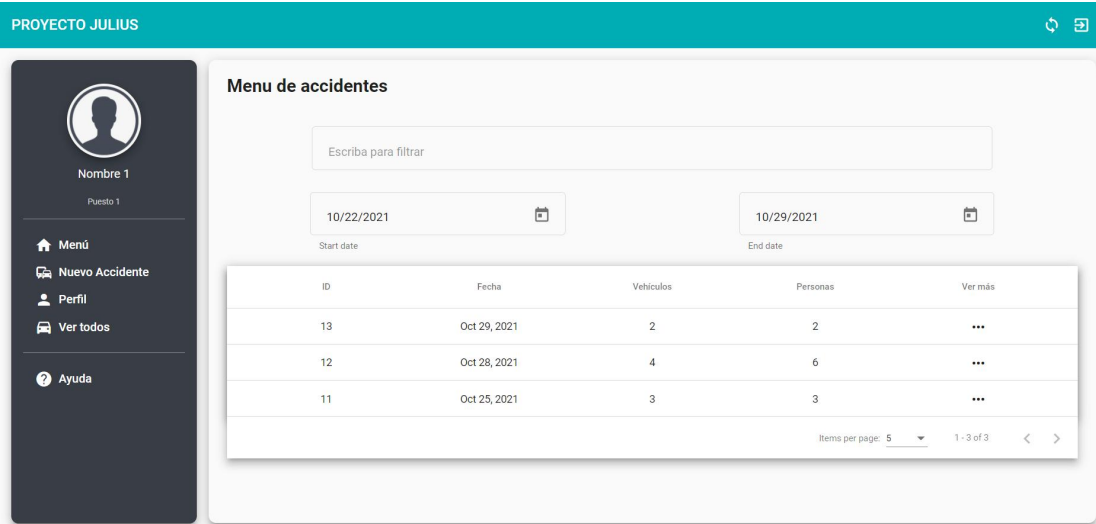 PROYECTO JULIUS
Nombre 1
Puesto 1
Menú
Nuevo Accidente
Perfil
Ver todos
Ayuda
Menu de accidentes
Escriba para filtrar
10/22/2021 10/29/2021
Start date End date
ID Fecha Vehículos Personas Ver más
13 Oct 29, 2021 2 2 •••
12 Oct 28, 2021 4 6 •••
11 Oct 25, 2021 3 3 •••
Items per page: 5 1 - 3 of 3